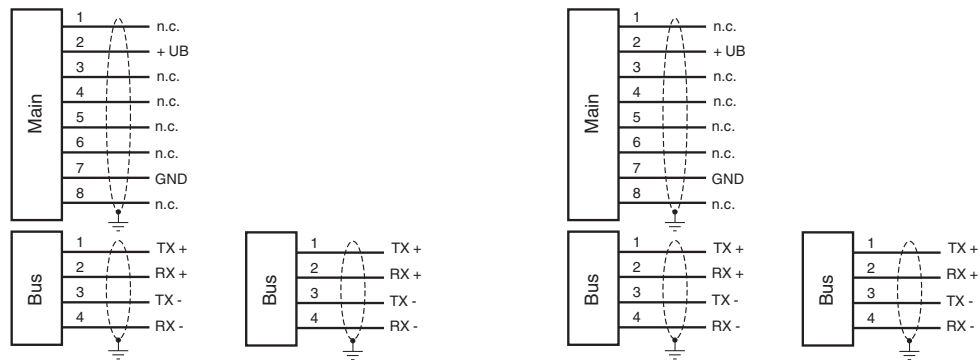 Main
1 n.c.
2 + UB
3 n.c.
4 n.c.
5 n.c.
6 n.c.
7 GND
8 n.c.
Bus
1 TX +
2 RX +
3 TX -
4 RX -
Bus
1 TX +
2 RX +
3 TX -
4 RX -
Main
1 n.c.
2 + UB
3 n.c.
4 n.c.
5 n.c.
6 n.c.
7 GND
8 n.c.
Bus
1 TX +
2 RX +
3 TX -
4 RX -
Bus
1 TX +
2 RX +
3 TX -
4 RX -